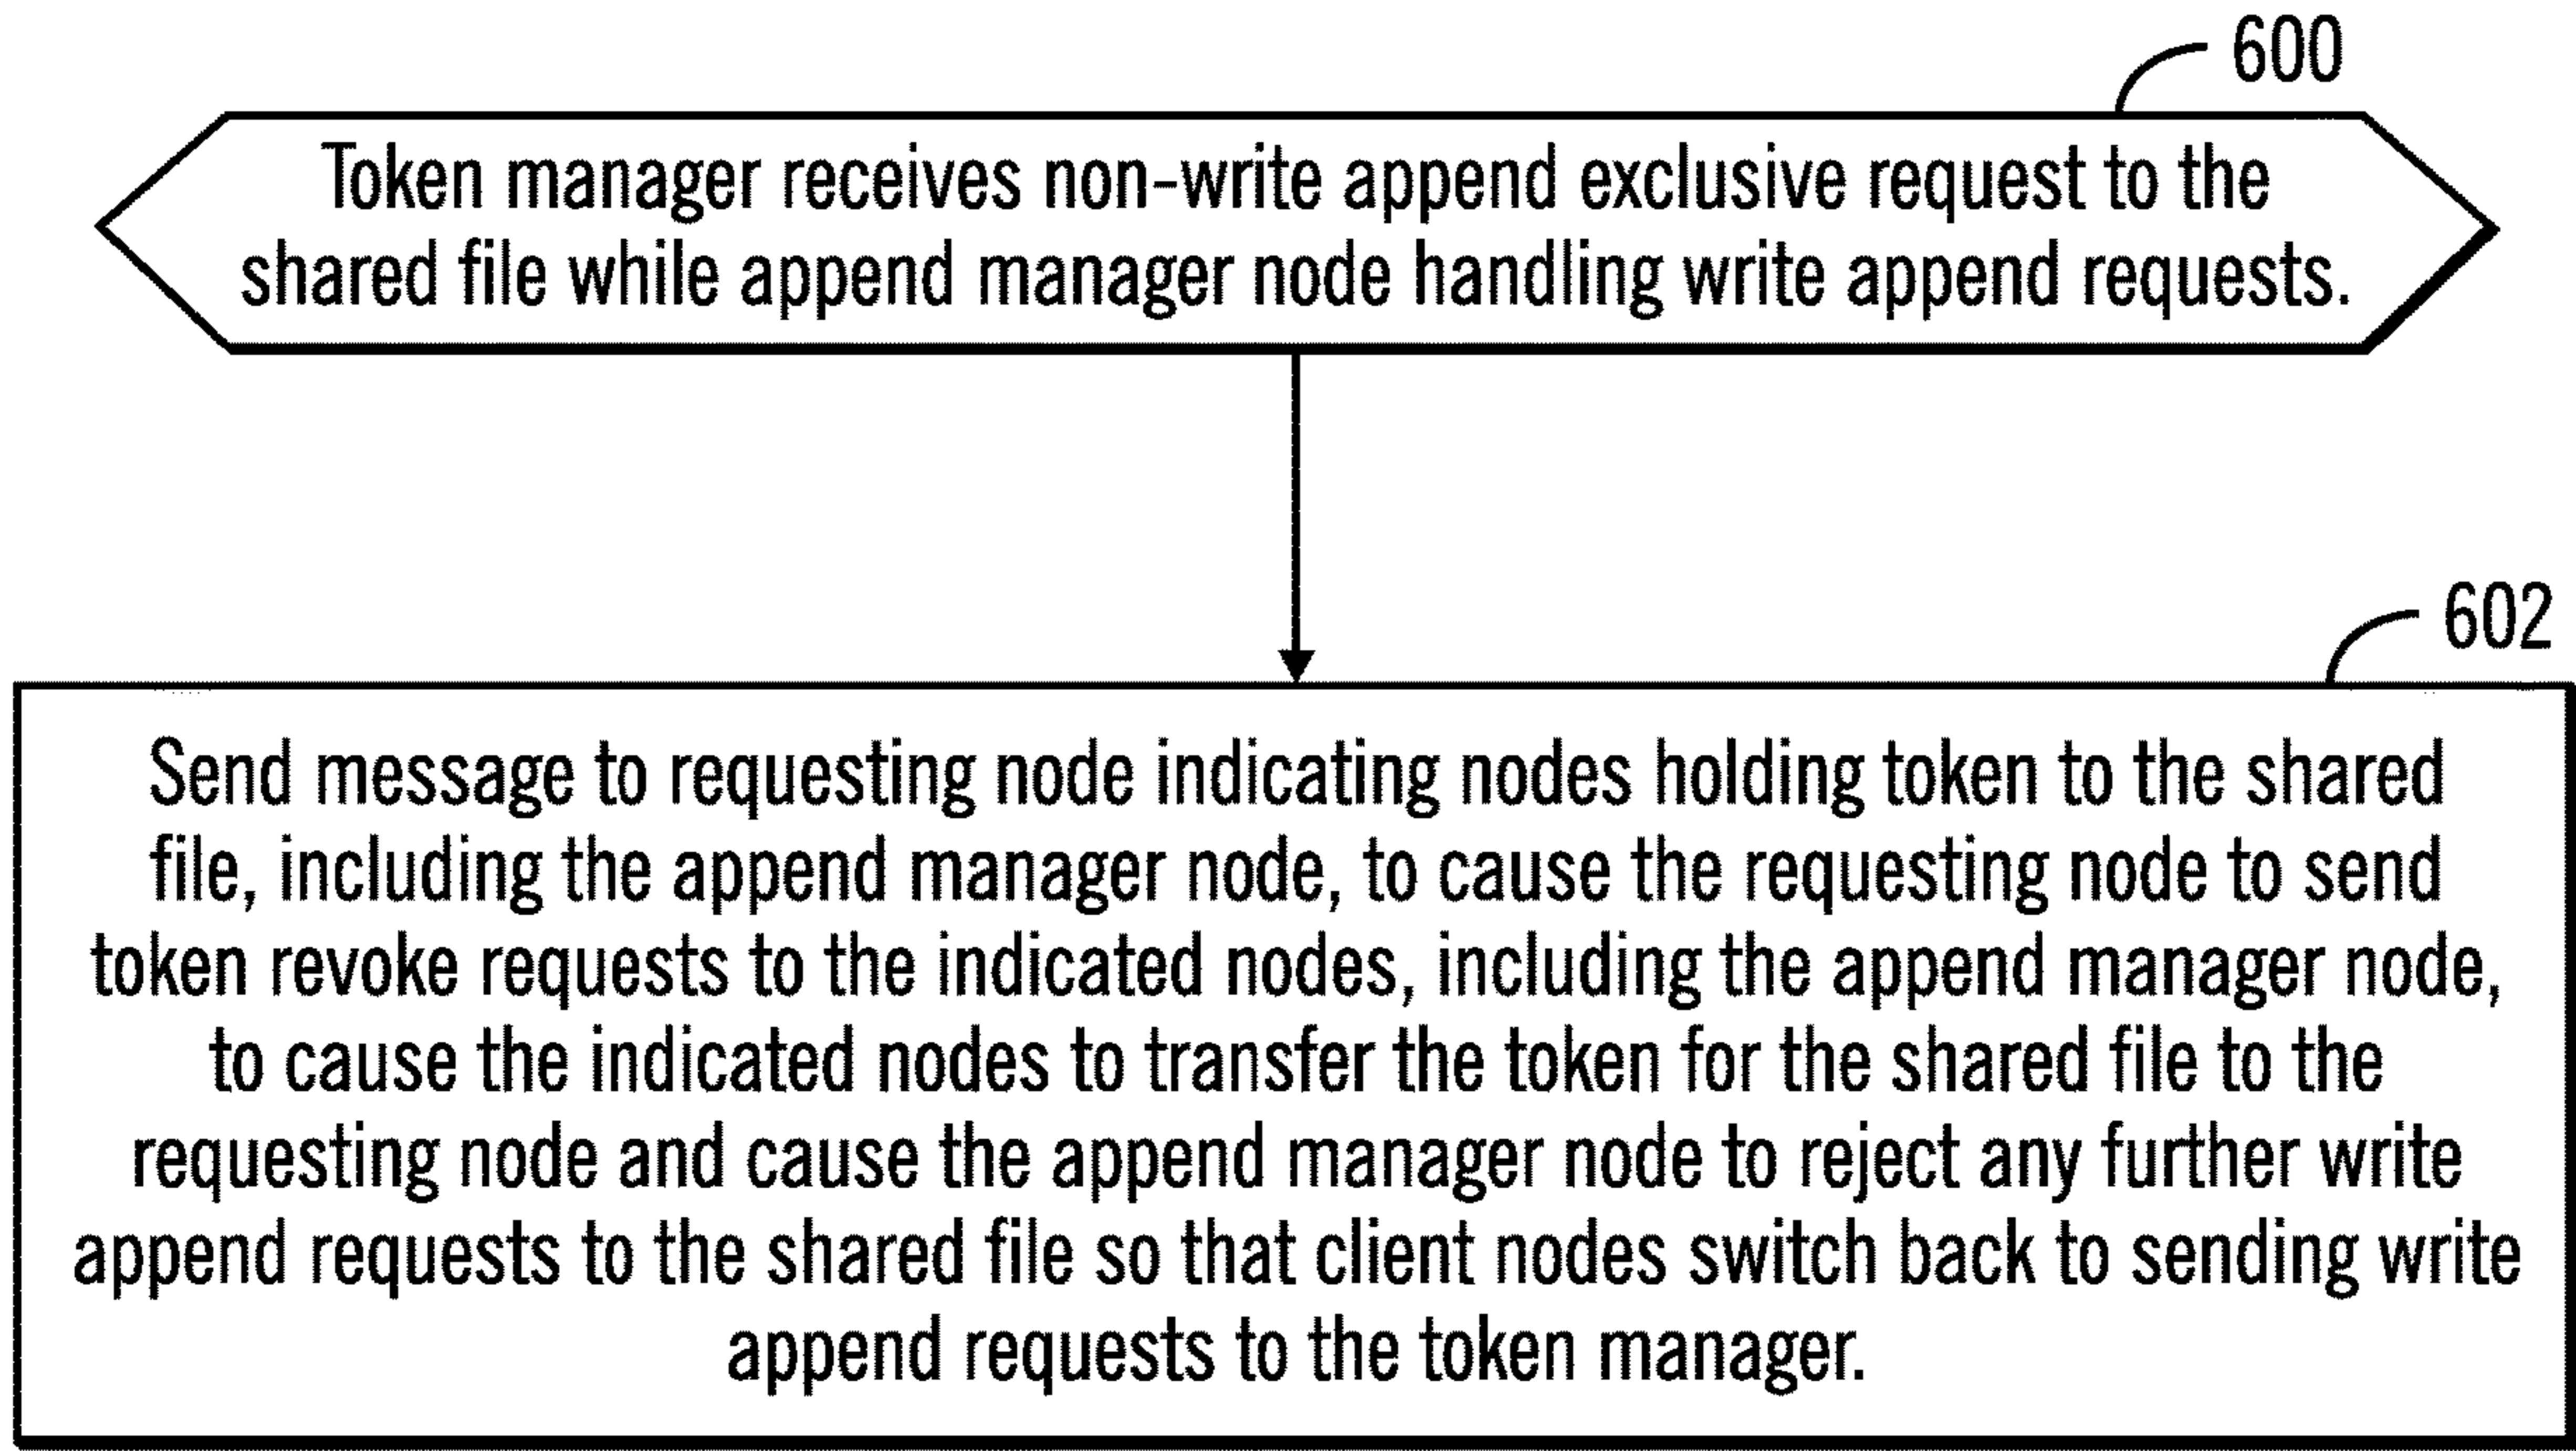 600
Token manager receives non-write append exclusive request to the
shared file while append manager node handling write append requests.
602
Send message to requesting node indicating nodes holding token to the shared
file, including the append manager node, to cause the requesting node to send
token revoke requests to the indicated nodes, including the append manager node,
to cause the indicated nodes to transfer the token for the shared file to the
requesting node and cause the append manager node to reject any further write
append requests to the shared file so that client nodes switch back to sending write
append requests to the token manager.